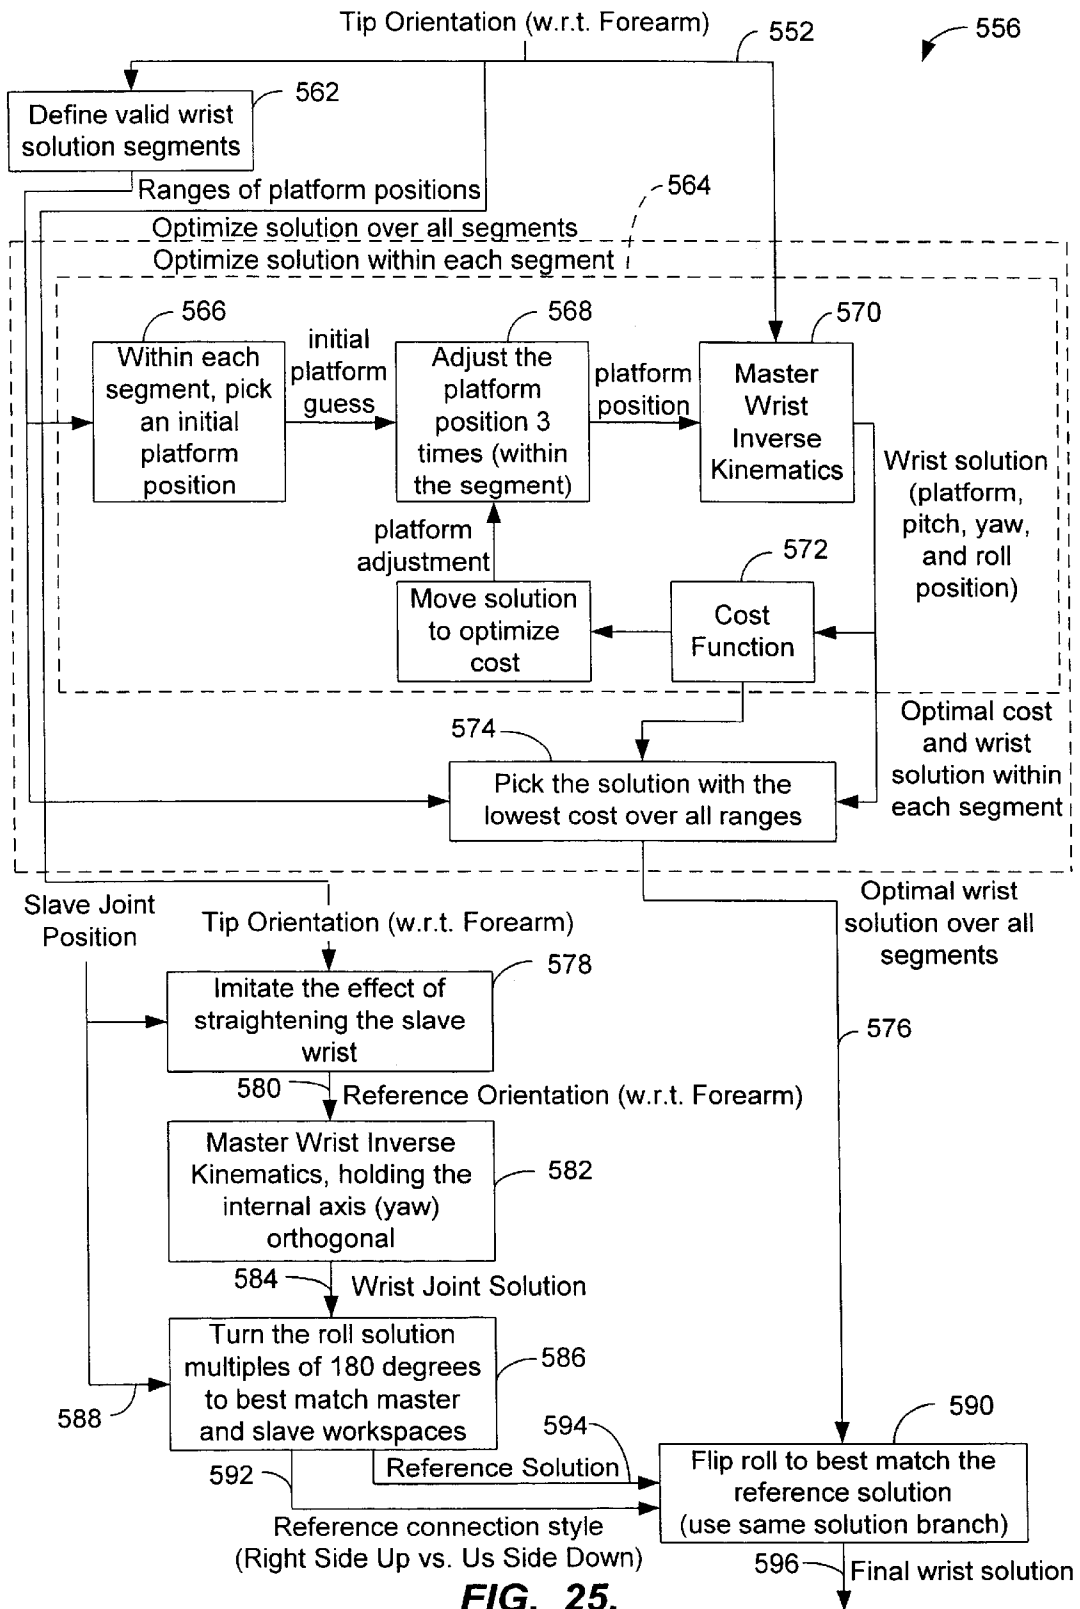 Tip Orientation (w.r.t. Forearm)
552
556
562
Define valid wrist
solution segments
Ranges of platform positions
564
Optimize solution over all segments
Optimize solution within each segment
566
Within each
segment, pick
an initial
platform
position
initial
platform
guess
568
Adjust the
platform
position 3
times (within
the segment)
platform
position
570
Master
Wrist
Inverse
Kinematics
Wrist solution
(platform,
pitch, yaw,
and roll
position)
platform
adjustment
Move solution
to optimize
cost
572
Cost
Function
574
Pick the solution with the
lowest cost over all ranges
Optimal cost
and wrist
solution within
each segment
Slave Joint
Position
Tip Orientation (w.r.t. Forearm)
Optimal wrist
solution over all
segments
578
Imitate the effect of
straightening the slave
wrist
576
580
Reference Orientation (w.r.t. Forearm)
Master Wrist Inverse
Kinematics, holding the
internal axis (yaw)
orthogonal
582
584
Wrist Joint Solution
Turn the roll solution
multiples of 180 degrees
to best match master
and slave workspaces
586
588
590
594
592
Reference Solution
Flip roll to best match the
reference solution
(use same solution branch)
Reference connection style
(Right Side Up vs. Us Side Down)
596
Final wrist solution
FIG. 25.